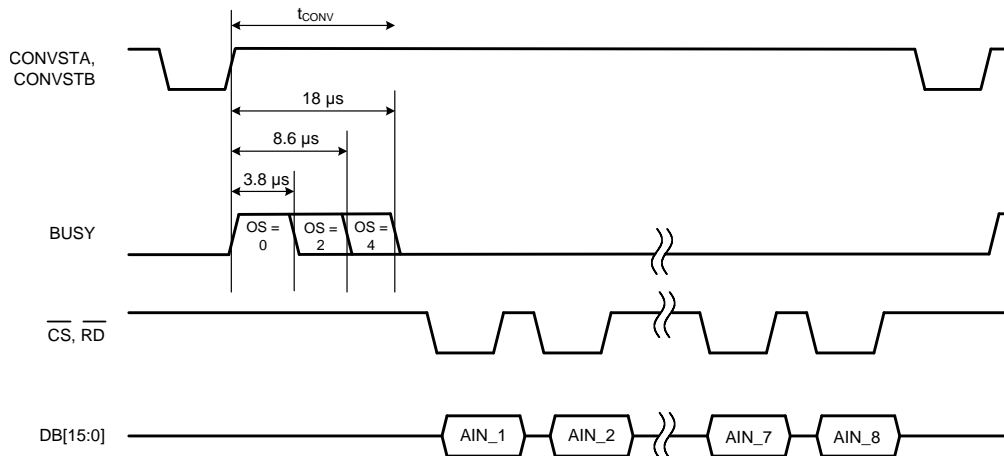 tCONV
CONVSTA,
CONVSTB
18 µs
8.6 µs
3.8 µs
BUSY
OS =
0
OS =
2
OS =
4
CS, RD
DB[15:0]
AIN_1
AIN_2
AIN_7
AIN_8